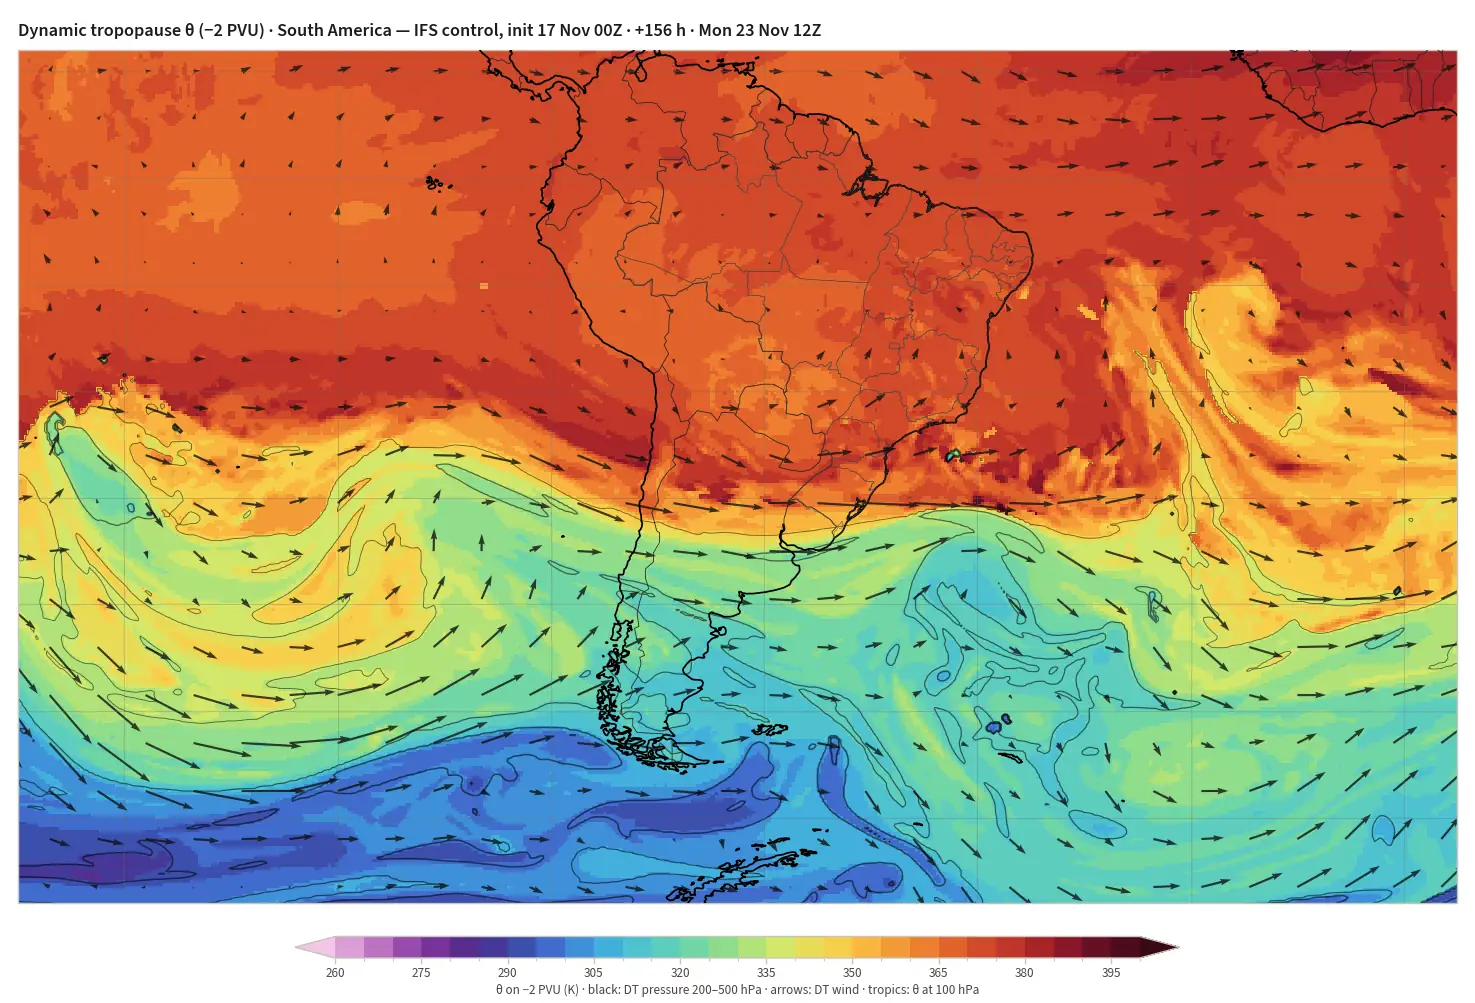 Dynamic tropopause θ (−2 PVU) · South America — IFS control, init 17 Nov 00Z · +156 h · Mon 23 Nov 12Z
260 275 290 305 320 335 350 365 380 395
θ on −2 PVU (K) · black: DT pressure 200–500 hPa · arrows: DT wind · tropics: θ at 100 hPa